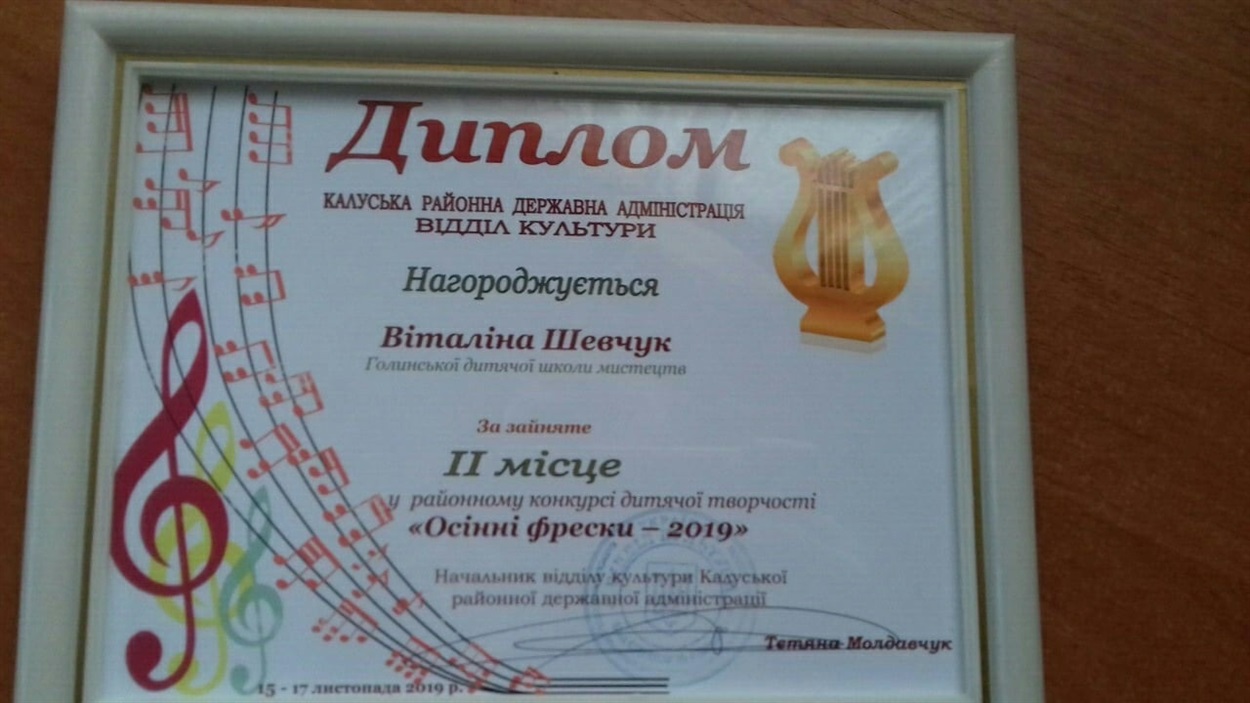 Диплом
КАЛУСЬКА РАЙОННА ДЕРЖАВНА АДМІНІСТРАЦІЯ
ВІДДІЛ КУЛЬТУРИ
Нагороджується
Віталіна Шевчук
Голинської дитячої школи мистецтв
За зайняте
II місце
у районному конкурсі дитячої творчості
«Осінні фрески – 2019»
Начальник відділу культури Калуської
районної державної адміністрації
Тетяна Молдавчук
15 - 17 листопада 2019 р.